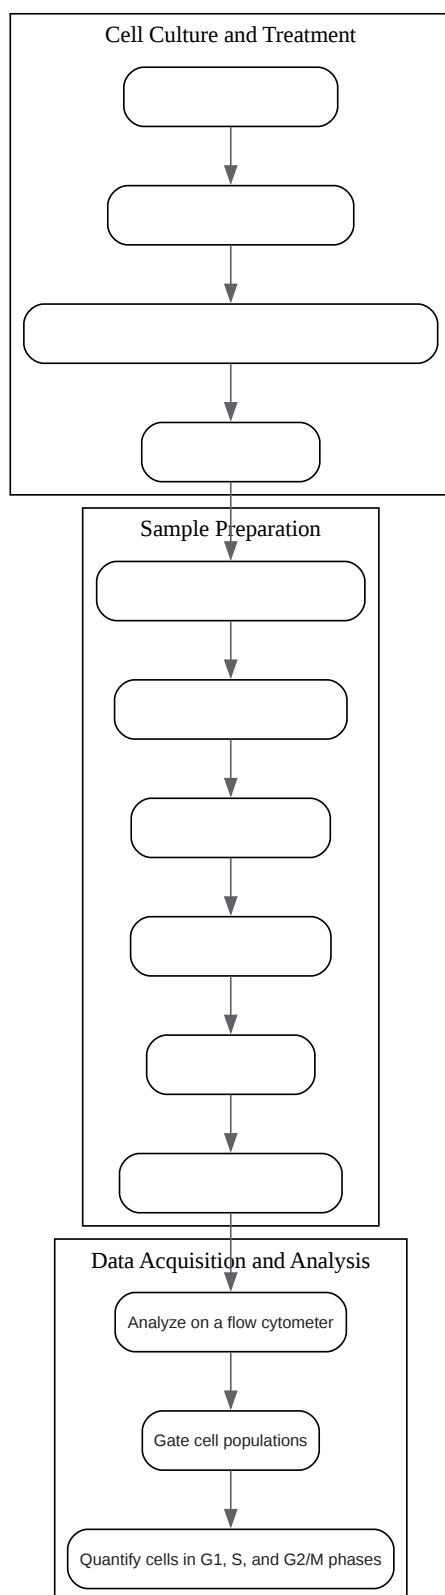 Cell Culture and Treatment
Sample Preparation
Data Acquisition and Analysis
Analyze on a flow cytometer
Gate cell populations
Quantify cells in G1, S, and G2/M phases